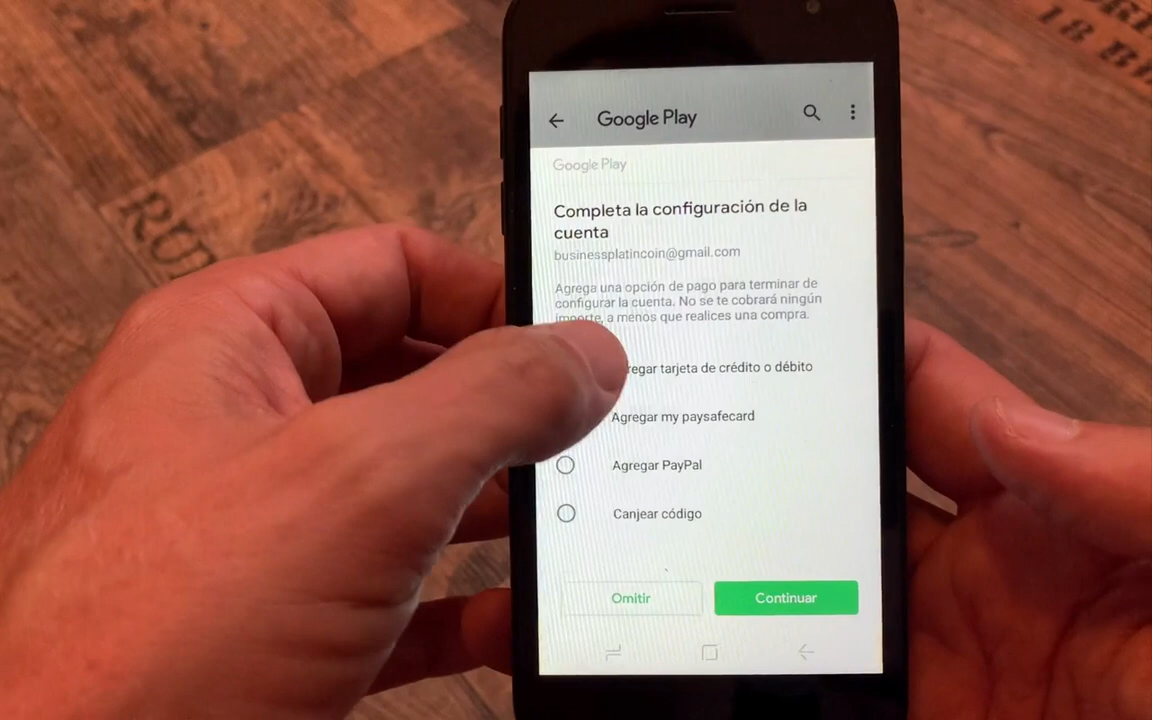 Google Play
Google Play
Completa la configuración de la
cuenta
businessplatincoin@gmail.com
Agrega una opción de pago para terminar de
configurar la cuenta. No se te cobrará ningún
importe, a menos que realices una compra.
tarjeta de crédito o débito
Agregar my paysafecard
Agregar PayPal
Canjear código
Omitir
Continuar
18